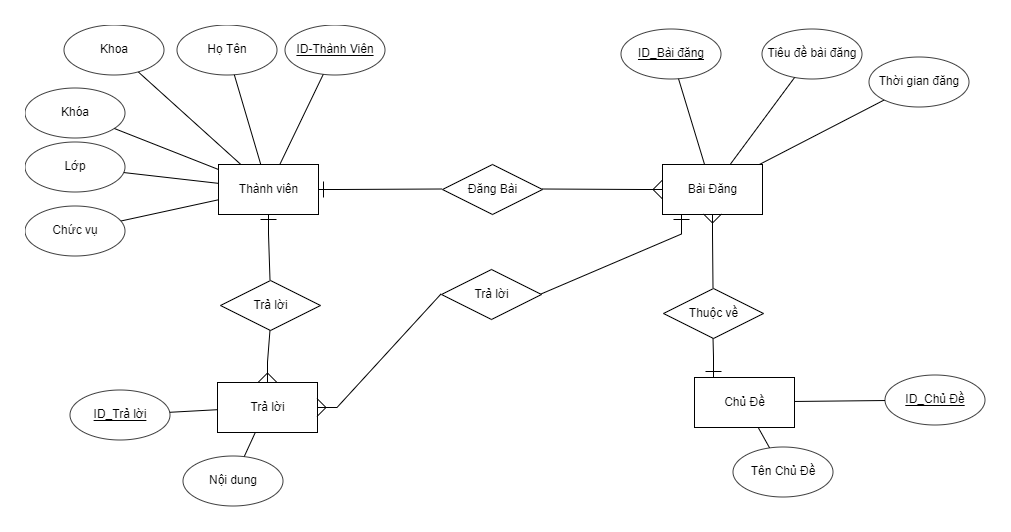 Khoa
Họ Tên
ID-Thành Viên
ID_Bài đăng
Tiêu đề bài đăng
Thời gian đăng
Khóa
Lớp
Chức vụ
Thành viên
Đăng Bài
Bài Đăng
Trả lời
Trả lời
Thuộc về
ID_Trả lời
Trả lời
Chủ Đề
ID_Chủ Đề
Nội dung
Tên Chủ Đề